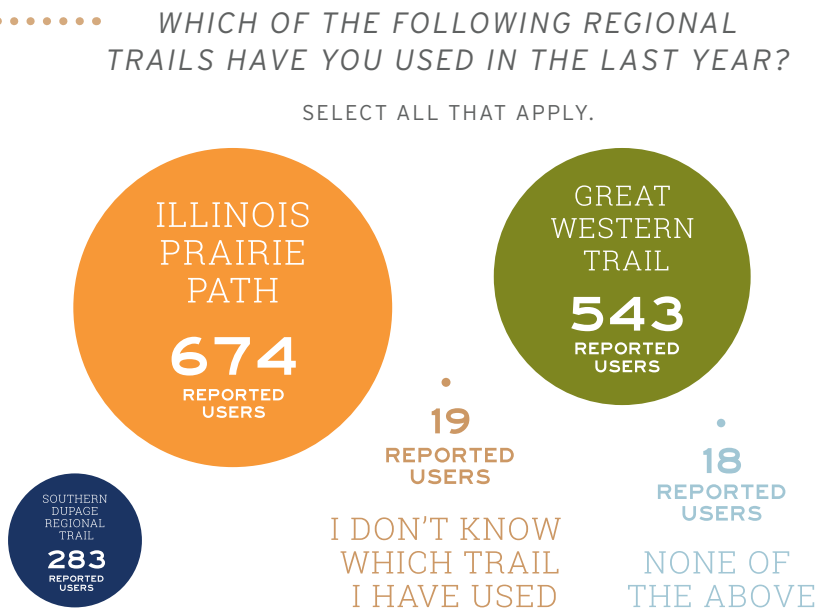 WHICH OF THE FOLLOWING REGIONAL
TRAILS HAVE YOU USED IN THE LAST YEAR?
SELECT ALL THAT APPLY.
ILLINOIS
PRAIRIE
PATH
674
REPORTED
USERS
GREAT
WESTERN
TRAIL
543
REPORTED
USERS
SOUTHERN
DUPAGE
REGIONAL
TRAIL
283
REPORTED
USERS
19
REPORTED
USERS
I DON'T KNOW
WHICH TRAIL
I HAVE USED
18
REPORTED
USERS
NONE OF
THE ABOVE